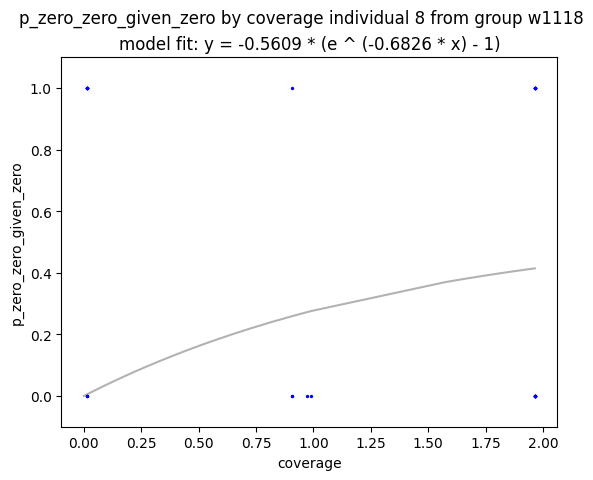 p_zero_zero_given_zero by coverage individual 8 from group w1118
model fit: y = -0.5609 * (e ^ (-0.6826 * x) - 1)
1.0
0.8
0.6
0.4
0.2
0.0
p_zero_zero_given_zero
0.00 0.25 0.50 0.75 1.00 1.25 1.50 1.75 2.00
coverage